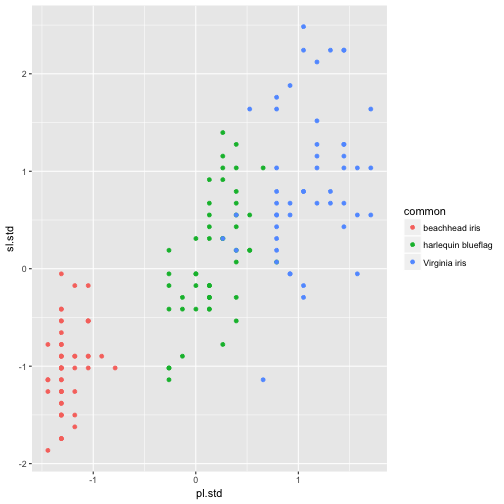 2
1
0
-1
-2
sl.std
-1
0
1
pl.std
common
beachhead iris
harlequin blueflag
Virginia iris